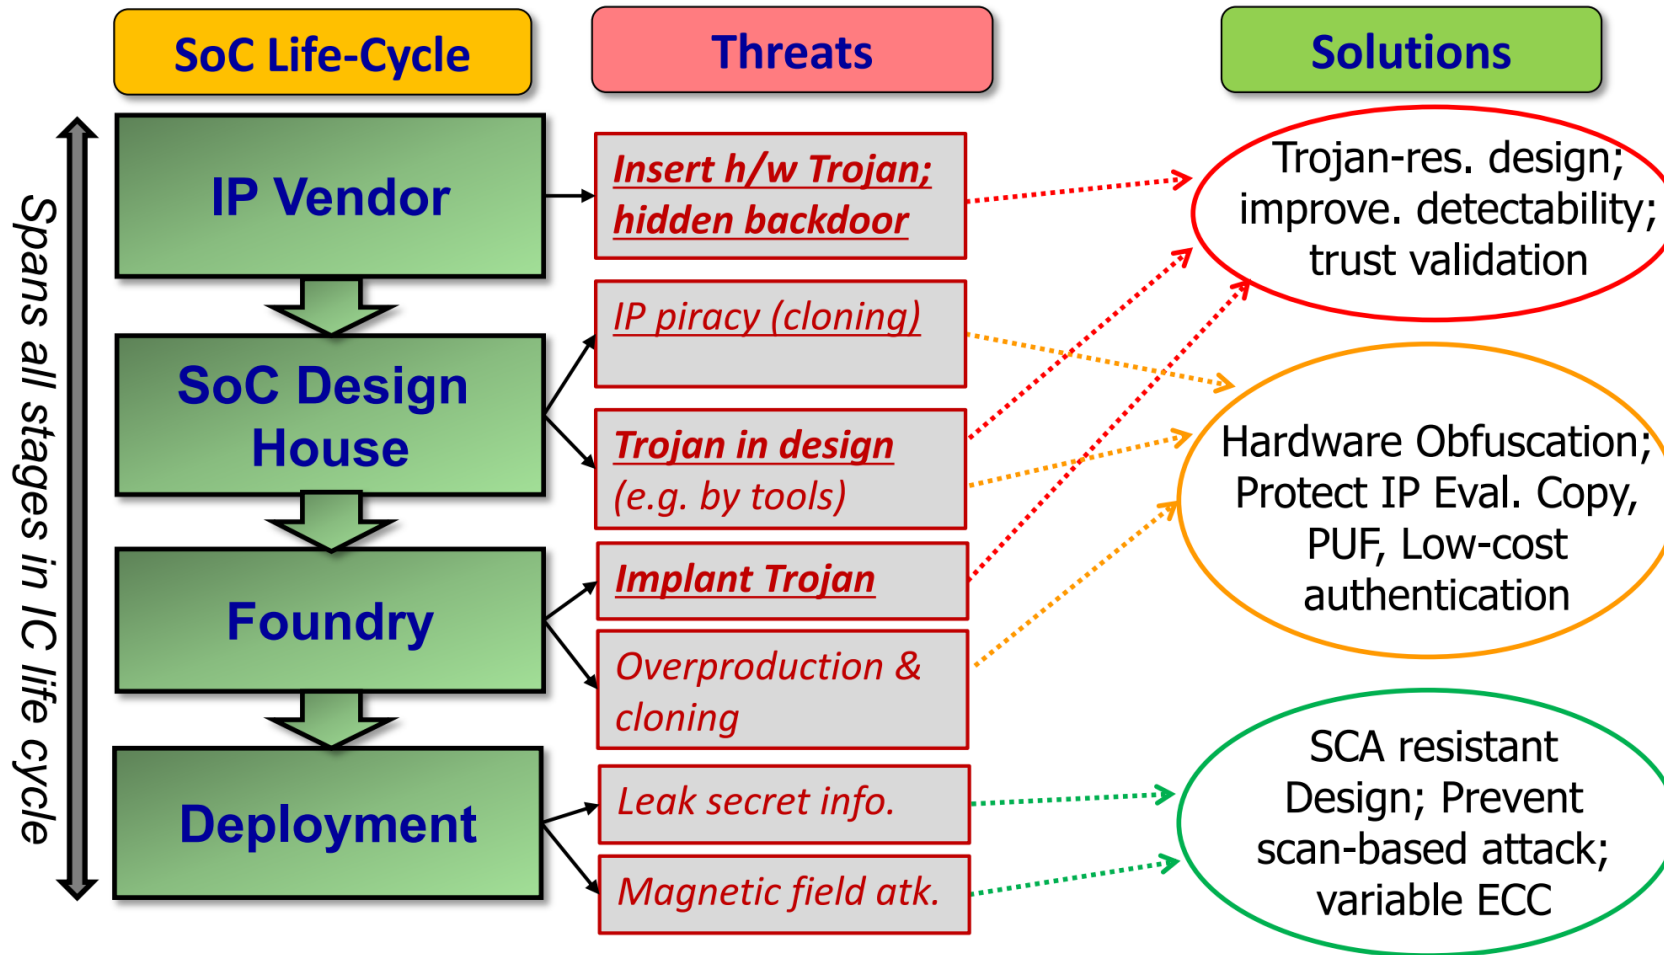 SoC Life-Cycle
Threats
Solutions
Spans all stages in IC life cycle
IP Vendor
Insert h/w Trojan;
hidden backdoor
Trojan-res. design;
improve. detectability;
trust validation
SoC Design
House
IP piracy (cloning)
Trojan in design
(e.g. by tools)
Hardware Obfuscation;
Protect IP Eval. Copy,
PUF, Low-cost
authentication
Foundry
Implant Trojan
Overproduction &
cloning
Deployment
Leak secret info.
Magnetic field atk.
SCA resistant
Design; Prevent
scan-based attack;
variable ECC